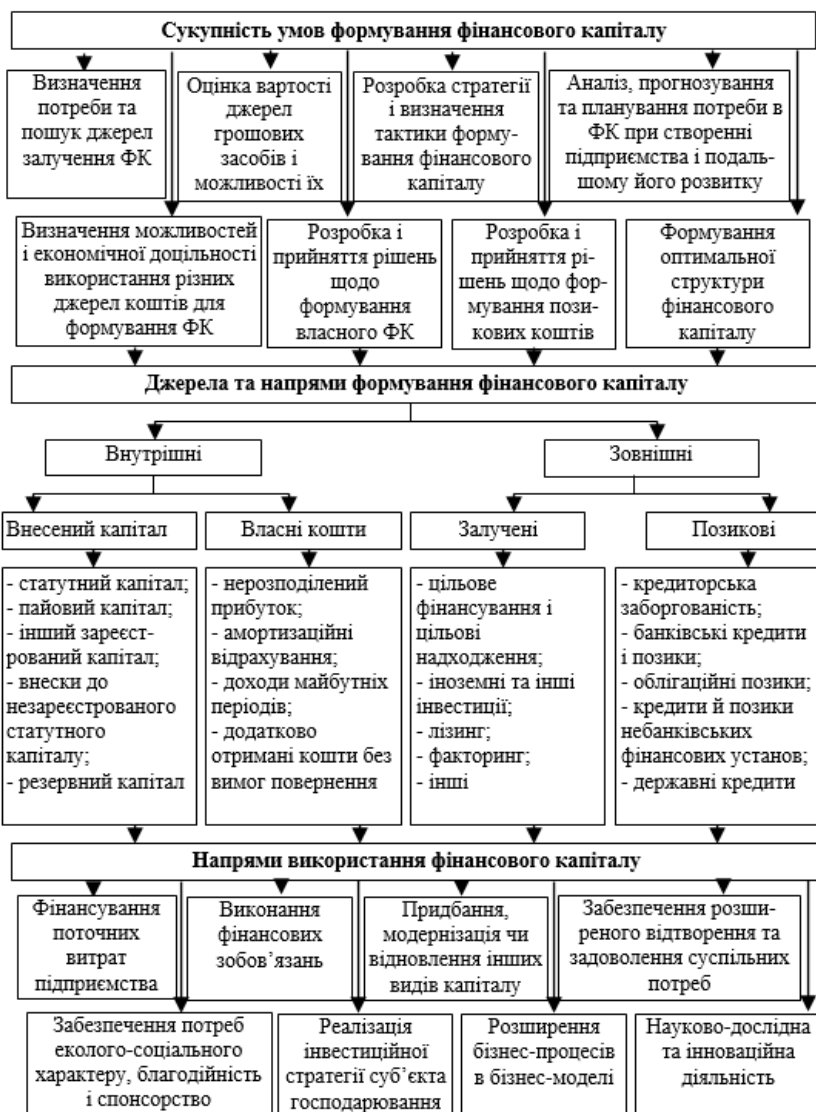 Сукупність умов формування фінансового капіталу
Визначення
потреби та
пошук джерел
залучення ФК
Оцінка вартості
джерел
грошових
засобів і
можливості їх
Розробка стратегії
і визначення
тактики форму-
вання фінансового
капіталу
Аналіз, прогнозування
та планування потреби в
ФК при створенні
підприємства і подаль-
шому його розвитку
Визначення можливостей
і економічної доцільності
використання різних
джерел коштів для
формування ФК
Розробка і
прийняття рішень
щодо
формування
власного ФК
Розробка і
прийняття рі-
шень щодо фор-
мування пози-
кових коштів
Формування
оптимальної
структури
фінансового
капіталу
Джерела та напрями формування фінансового капіталу
Внутрішні
Зовнішні
Внесений капітал
Власні кошти
Залучені
Позикові
- статутний капітал;
- пайовий капітал;
- інший зареєст-
рований капітал;
- внески до
незареєстрованого
статутного
капіталу;
- резервний капітал
- нерозподілений
прибуток;
- амортизаційні
відрахування;
- доходи майбутніх
періодів;
- додатково
отримані кошти без
вимог повернення
- цільове
фінансування і
цільові
надходження;
- іноземні та інші
інвестиції;
- лізинг;
- факторинг;
- інші
- кредиторська
заборгованість;
- банківські кредити
і позики;
- облігаційні позики;
- кредити й позики
небанківських
фінансових установ;
- державні кредити
Напрями використання фінансового капіталу
Фінансування
поточних
витрат
підприємства
Виконання
фінансових
зобов’язань
Придбання,
модернізація чи
відновлення інших
видів капіталу
Забезпечення розши-
реного відтворення та
задоволення суспільних
потреб
Забезпечення потреб
еколого-соціального
характеру, благодійність
і спонсорство
Реалізація
інвестиційної
стратегії суб’єкта
господарювання
Розширення
бізнес-процесів
в бізнес-моделі
Науково-дослідна
та інноваційна
діяльність